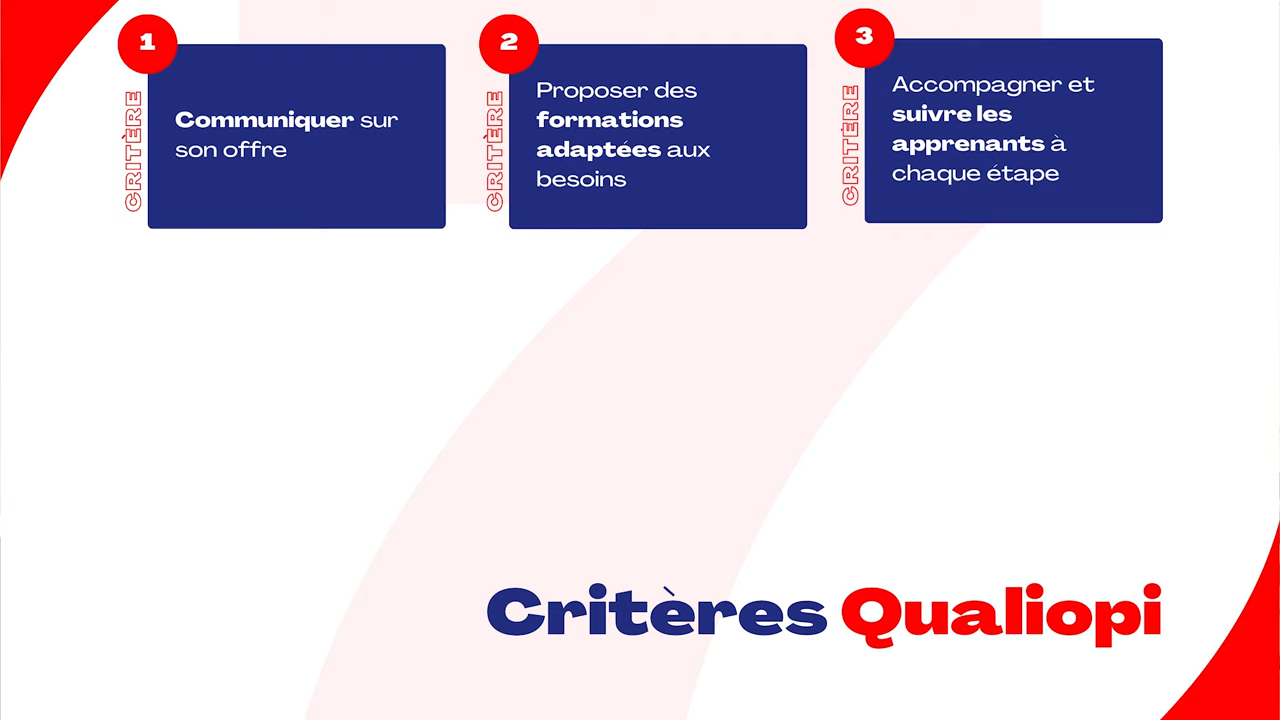 1
CRITÈRE
Communiquer sur
son offre
2
CRITÈRE
Proposer des
formations
adaptées aux
besoins
3
CRITÈRE
Accompagner et
suivre les
apprenants à
chaque étape
Critères Qualiopi